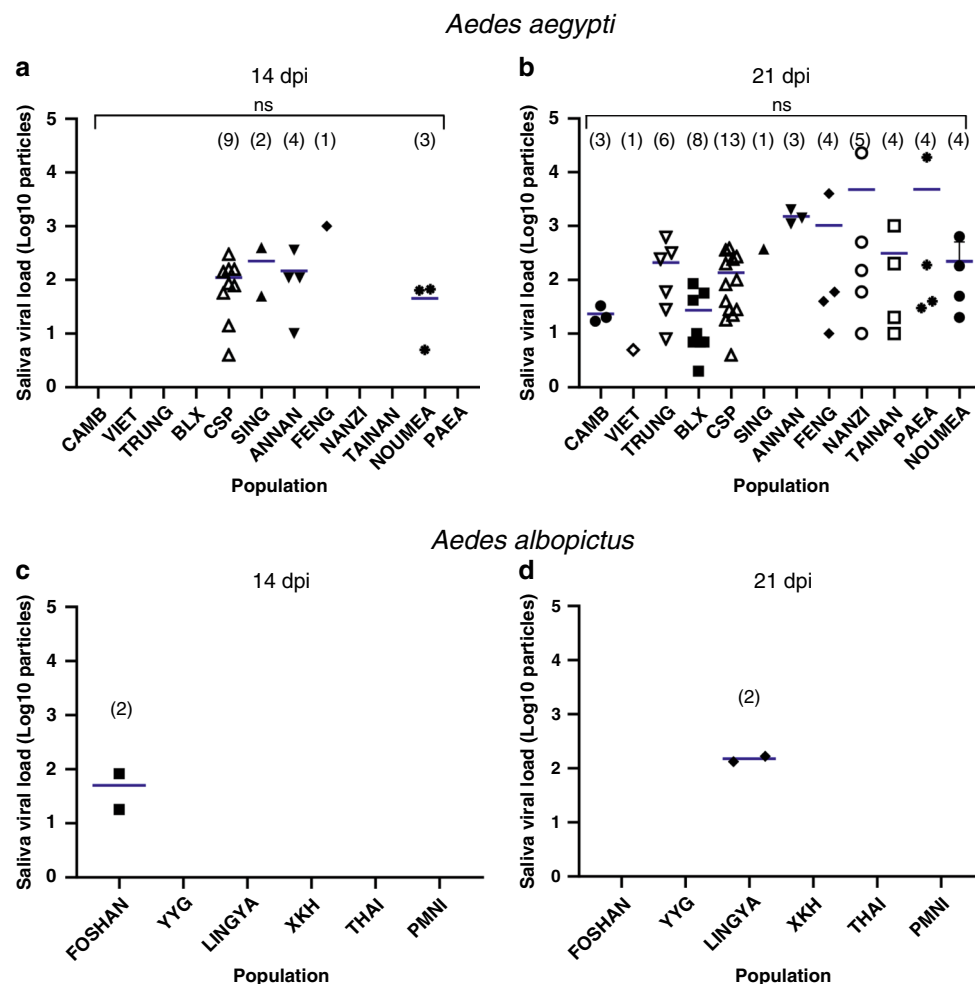 Aedes aegypti
a
14 dpi
ns
Saliva viral load (Log10 particles)
5
4
3
2
1
0
(9) (2) (4) (1) (3)
CAMB VIET TRUNG BLX CSP SING ANNAN FENG NANZI TAINAN NOUMEA PAEA
Population
b
21 dpi
ns
Saliva viral load (Log10 particles)
5
4
3
2
1
0
(3) (1) (6) (8) (13) (1) (3) (4) (5) (4) (4) (4)
CAMB VIET TRUNG BLX CSP SING ANNAN FENG NANZI TAINAN PAEA NOUMEA
Population
Aedes albopictus
c
14 dpi
Saliva viral load (Log10 particles)
5
4
3
2
1
0
(2)
FOSHAN YYG LINGYA XKH THAI PMNI
Population
d
21 dpi
Saliva viral load (Log10 particles)
5
4
3
2
1
0
(2)
FOSHAN YYG LINGYA XKH THAI PMNI
Population